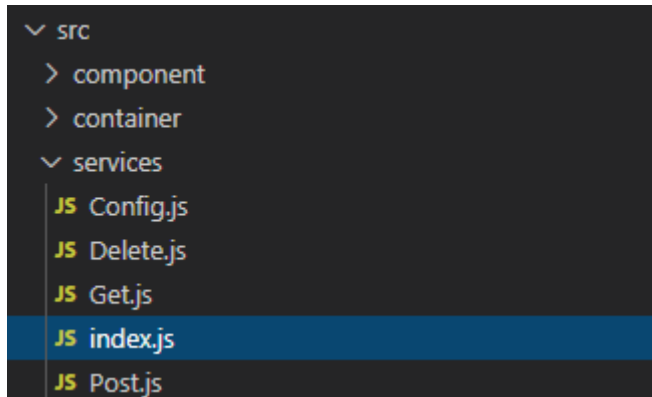 src
component
container
services
JS Config.js
JS Delete.js
JS Get.js
JS index.js
JS Post.js